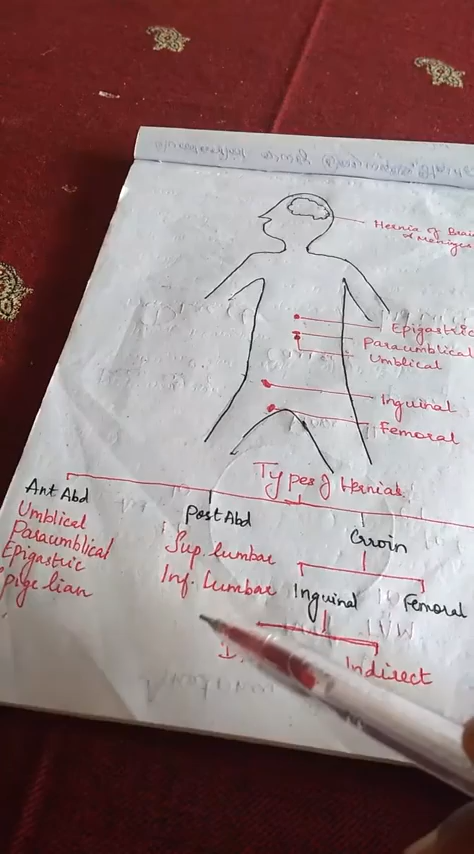 Hernia of Brain
& Meninges
Epigastric
Paraumblical
Umblical
Inguinal
Femoral
Types of Hernias
Ant Abd
Umblical
Paraumblical
Epigastric
Spigelian
Post Abd
Sup. lumbar
Inf. lumbar
Groin
Inguinal
Femoral
Indirect